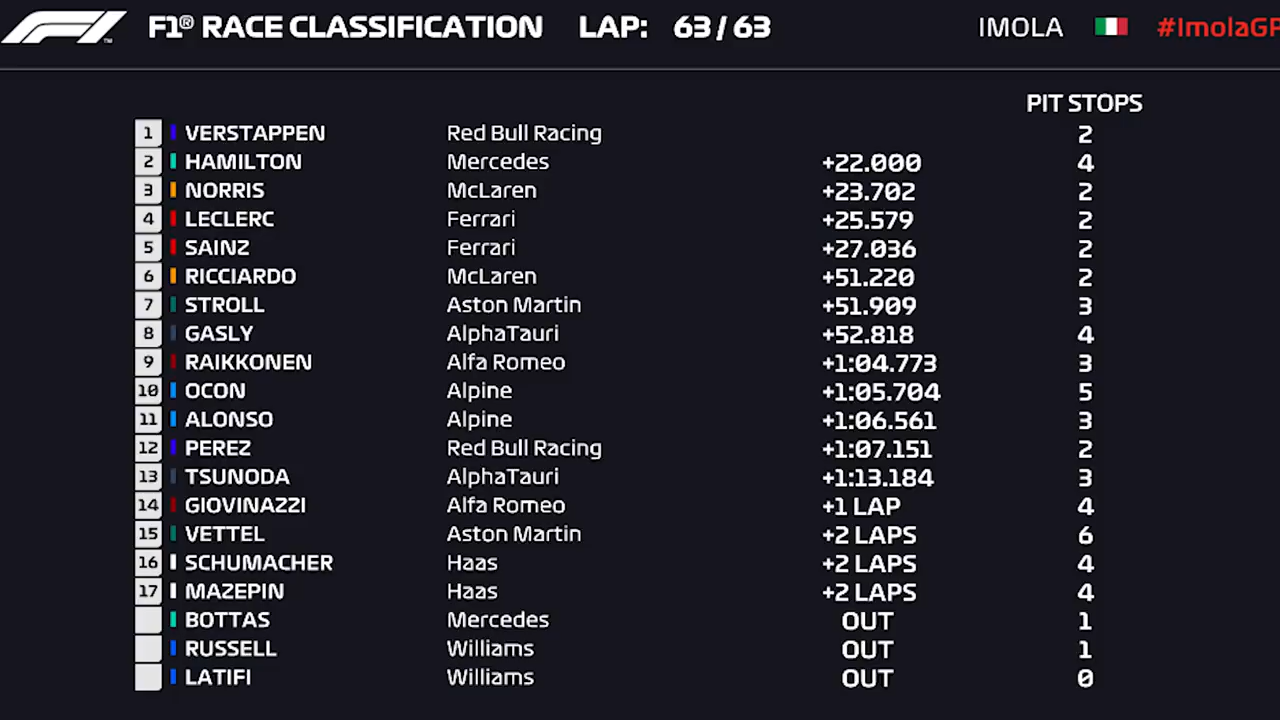 F1® RACE CLASSIFICATION LAP: 63 / 63 IMOLA #ImolaGP
PIT STOPS
1 VERSTAPPEN Red Bull Racing 2
2 HAMILTON Mercedes +22.000 4
3 NORRIS McLaren +23.702 2
4 LECLERC Ferrari +25.579 2
5 SAINZ Ferrari +27.036 2
6 RICCIARDO McLaren +51.220 2
7 STROLL Aston Martin +51.909 3
8 GASLY AlphaTauri +52.818 4
9 RAIKKONEN Alfa Romeo +1:04.773 3
10 OCON Alpine +1:05.704 5
11 ALONSO Alpine +1:06.561 3
12 PEREZ Red Bull Racing +1:07.151 2
13 TSUNODA AlphaTauri +1:13.184 3
14 GIOVINAZZI Alfa Romeo +1 LAP 4
15 VETTEL Aston Martin +2 LAPS 6
16 SCHUMACHER Haas +2 LAPS 4
17 MAZEPIN Haas +2 LAPS 4
BOTTAS Mercedes OUT 1
RUSSELL Williams OUT 1
LATIFI Williams OUT 0